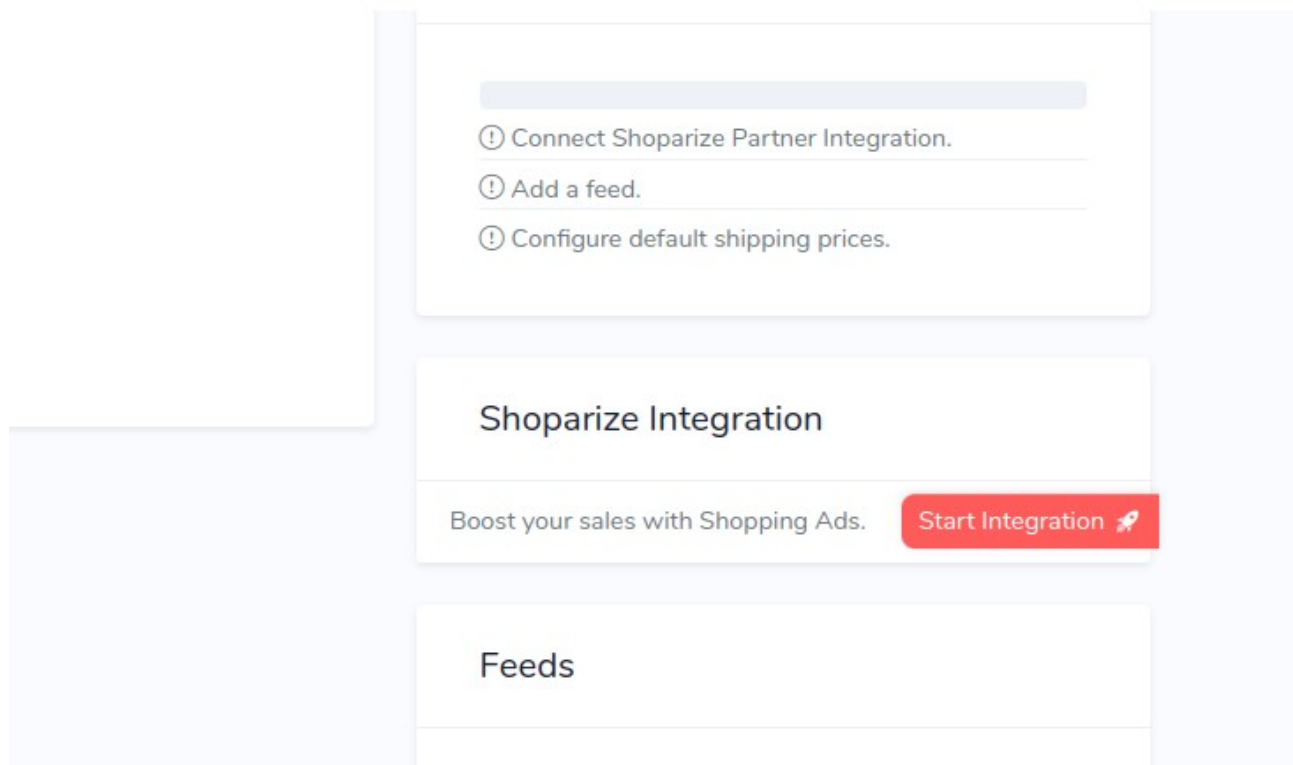 Connect Shoparize Partner Integration.
Add a feed.
Configure default shipping prices.
Shoparize Integration
Boost your sales with Shopping Ads. Start Integration
Feeds